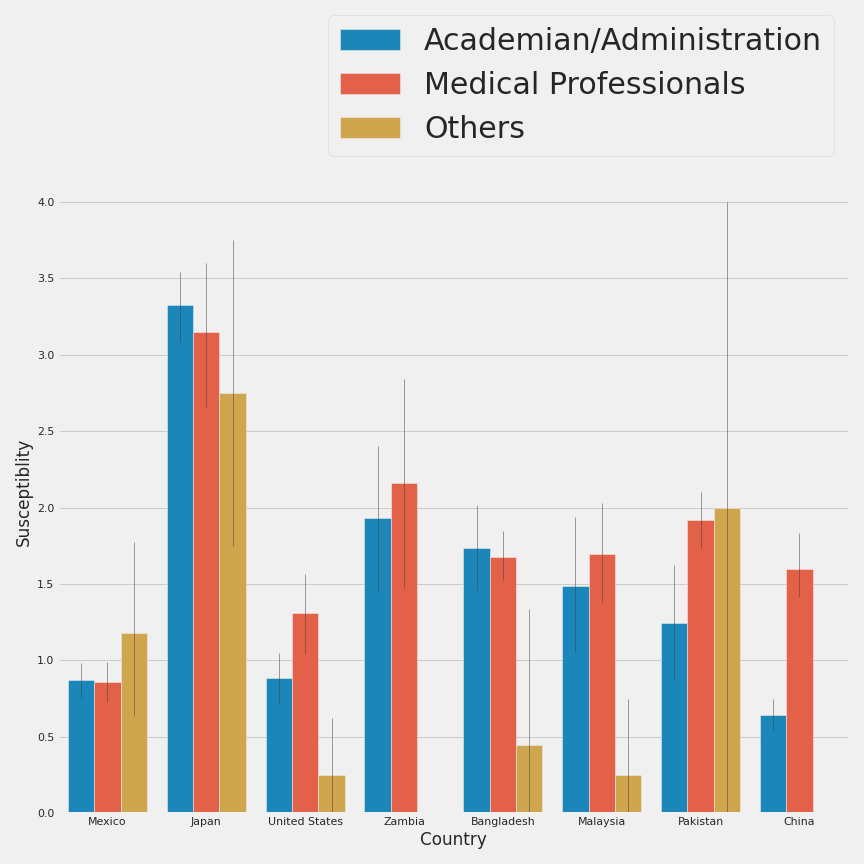 Academian/Administration
Medical Professionals
Others
4.0
3.5
3.0
2.5
2.0
1.5
1.0
0.5
0.0
Susceptiblity
Mexico Japan United States Zambia Bangladesh Malaysia Pakistan China
Country